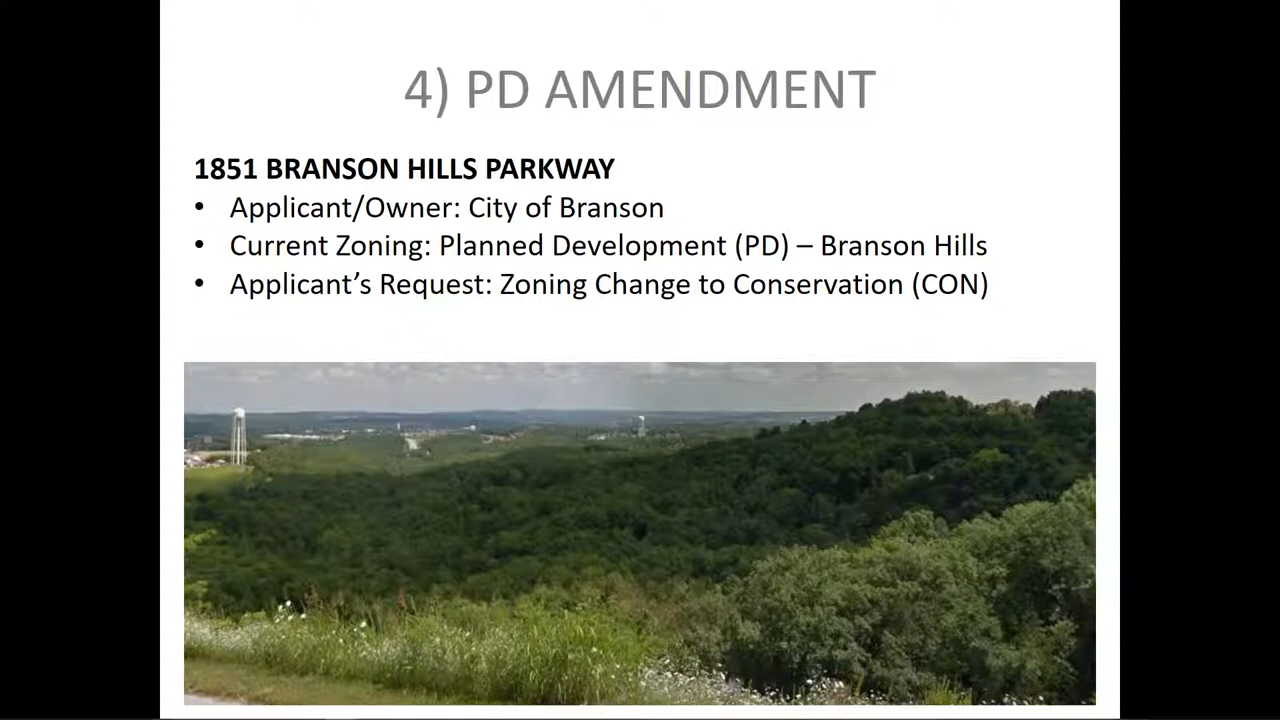 4) PD AMENDMENT
1851 BRANSON HILLS PARKWAY
• Applicant/Owner: City of Branson
• Current Zoning: Planned Development (PD) – Branson Hills
• Applicant’s Request: Zoning Change to Conservation (CON)